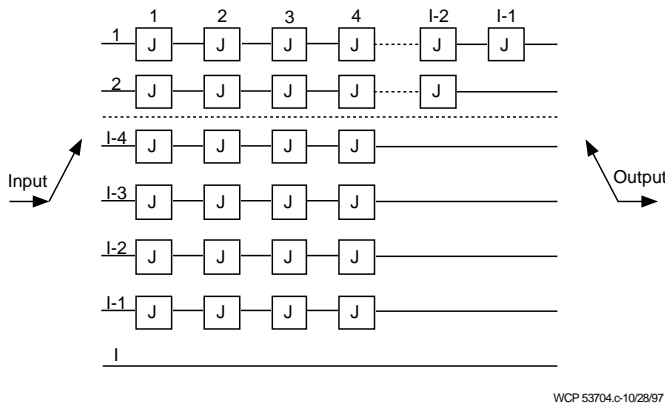 1 2 3 4 I-2 I-1
1 J J J J J J
2 J J J J J
I-4 J J J J
Input Output
I-3 J J J J
I-2 J J J J
I-1 J J J J
I
WCP 53704.c-10/28/97